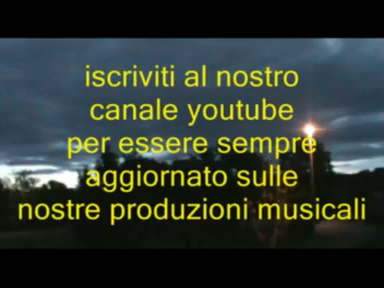 iscriviti al nostro
canale youtube
per essere sempre
aggiornato sulle
nostre produzioni musicali